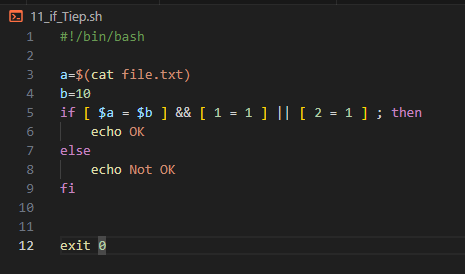 11_if_Tiep.sh
1 #!/bin/bash
2
3 a=$(cat file.txt)
4 b=10
5 if [ $a = $b ] && [ 1 = 1 ] || [ 2 = 1 ] ; then
6     echo OK
7 else
8     echo Not OK
9 fi
10
11
12 exit 0